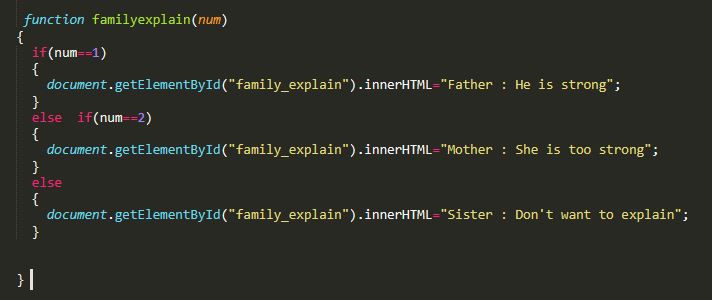 function familyexplain(num)
{
if(num==1)
{
document.getElementById("family_explain").innerHTML="Father : He is strong";
}
else  if(num==2)
{
document.getElementById("family_explain").innerHTML="Mother : She is too strong";
}
else
{
document.getElementById("family_explain").innerHTML="Sister : Don't want to explain";
}
}